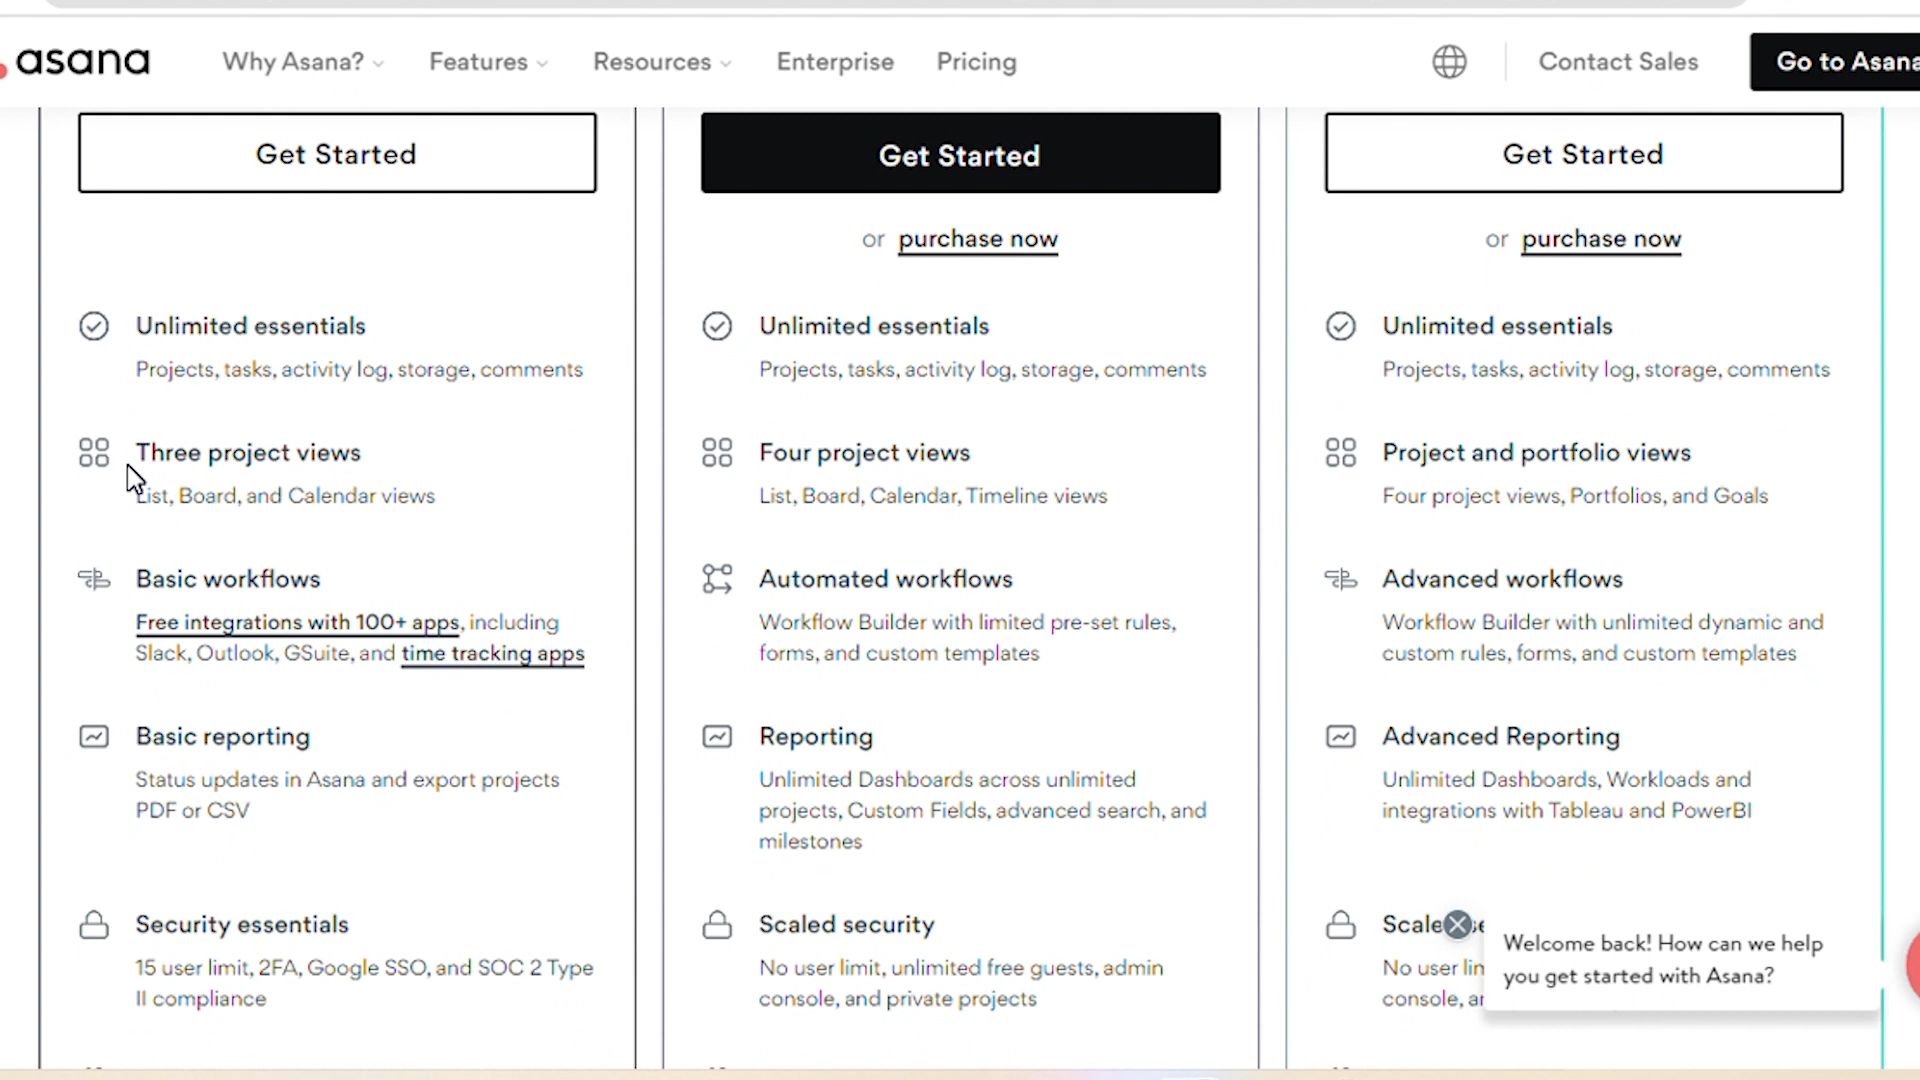 asana
Why Asana?
Features
Resources
Enterprise
Pricing
Contact Sales
Go to Asana
Get Started
Unlimited essentials
Projects, tasks, activity log, storage, comments
Three project views
List, Board, and Calendar views
Basic workflows
Free integrations with 100+ apps, including
Slack, Outlook, GSuite, and time tracking apps
Basic reporting
Status updates in Asana and export projects
PDF or CSV
Security essentials
15 user limit, 2FA, Google SSO, and SOC 2 Type
II compliance
Get Started
or purchase now
Unlimited essentials
Projects, tasks, activity log, storage, comments
Four project views
List, Board, Calendar, Timeline views
Automated workflows
Workflow Builder with limited pre-set rules,
forms, and custom templates
Reporting
Unlimited Dashboards across unlimited
projects, Custom Fields, advanced search, and
milestones
Scaled security
No user limit, unlimited free guests, admin
console, and private projects
Get Started
or purchase now
Unlimited essentials
Projects, tasks, activity log, storage, comments
Project and portfolio views
Four project views, Portfolios, and Goals
Advanced workflows
Workflow Builder with unlimited dynamic and
custom rules, forms, and custom templates
Advanced Reporting
Unlimited Dashboards, Workloads and
integrations with Tableau and PowerBI
No user
console,
Welcome back! How can we help
you get started with Asana?